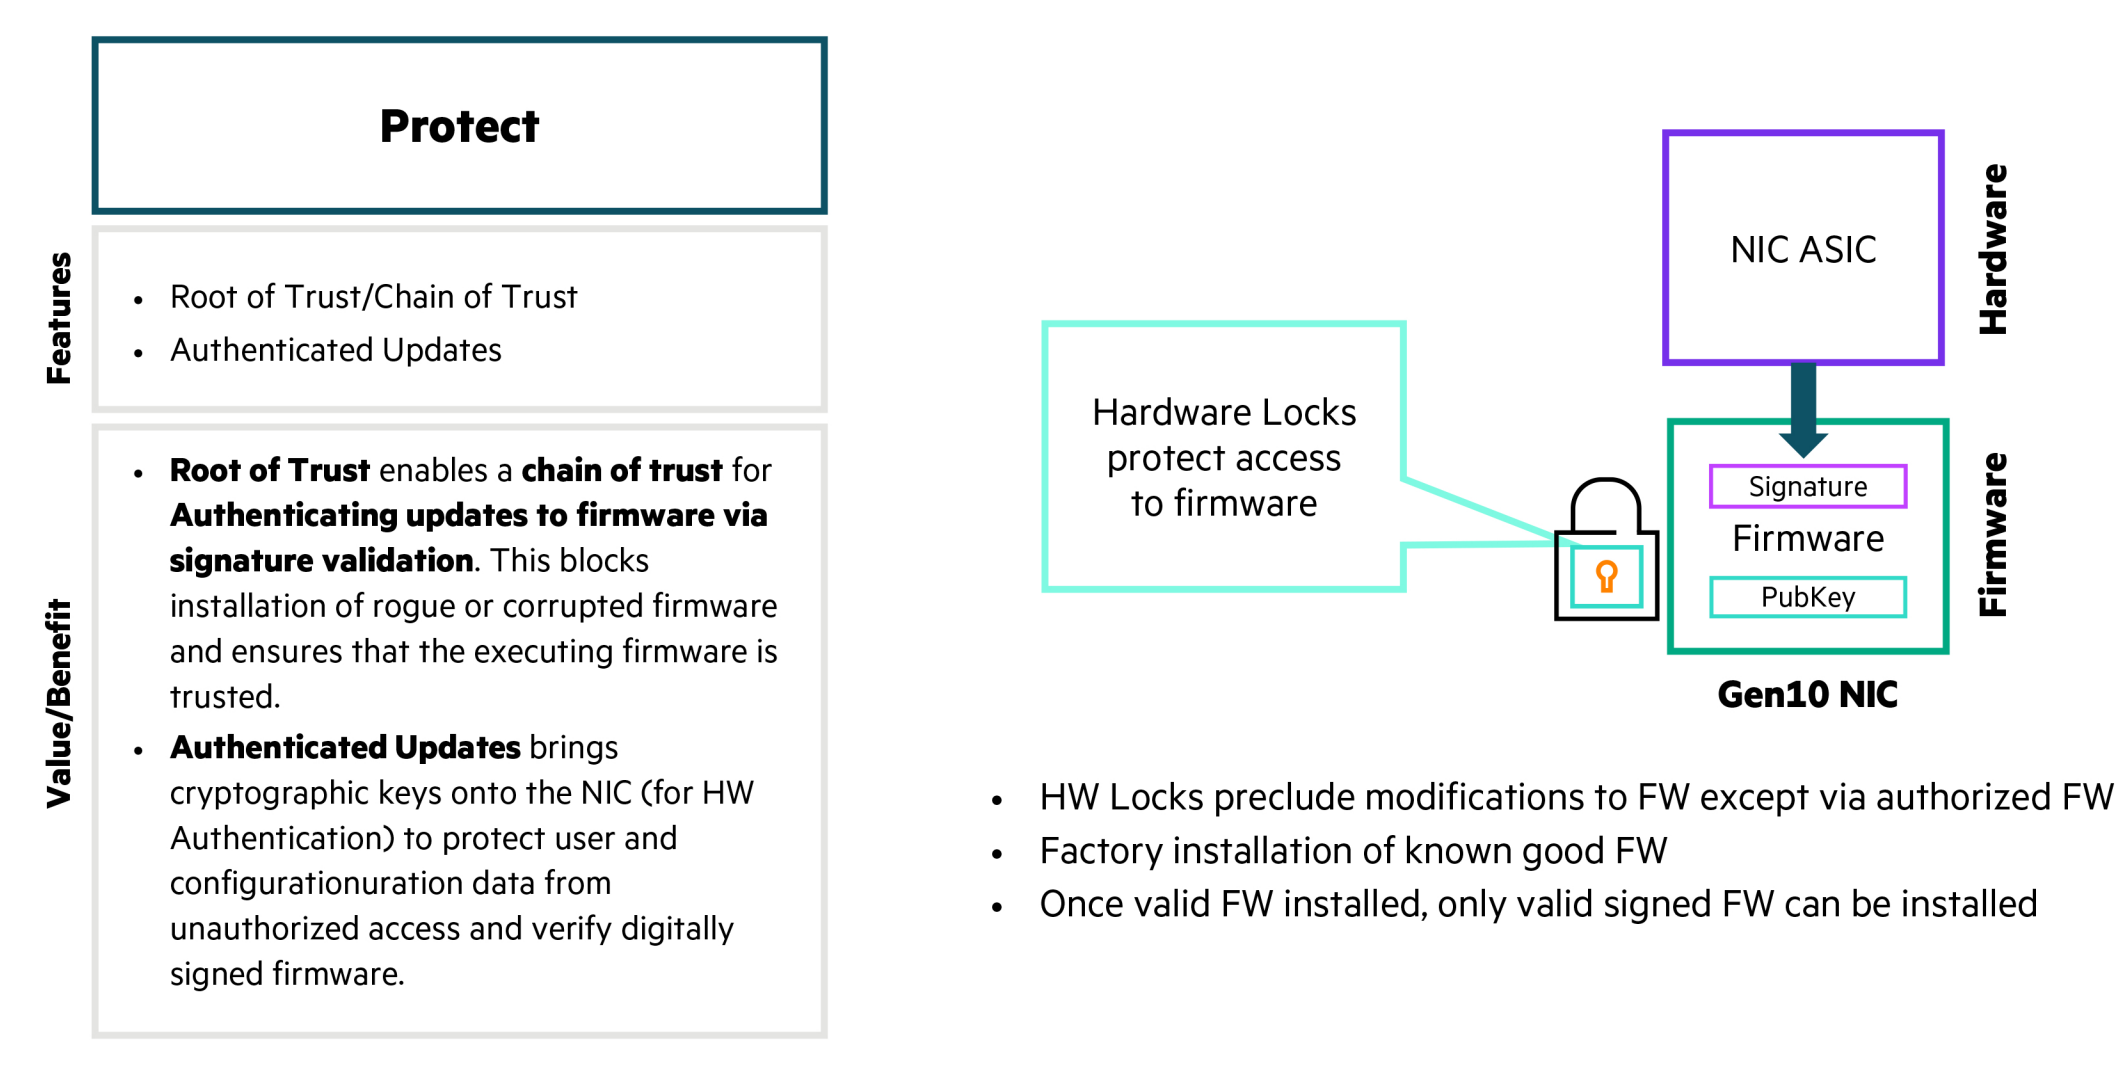 Protect
Features
• Root of Trust/Chain of Trust
• Authenticated Updates
Value/Benefit
• Root of Trust enables a chain of trust for
Authenticating updates to firmware via
signature validation. This blocks
installation of rogue or corrupted firmware
and ensures that the executing firmware is
trusted.
• Authenticated Updates brings
cryptographic keys onto the NIC (for HW
Authentication) to protect user and
configurationuration data from
unauthorized access and verify digitally
signed firmware.
NIC ASIC
Hardware
Hardware Locks
protect access
to firmware
Signature
Firmware
PubKey
Firmware
Gen10 NIC
• HW Locks preclude modifications to FW except via authorized FW
• Factory installation of known good FW
• Once valid FW installed, only valid signed FW can be installed